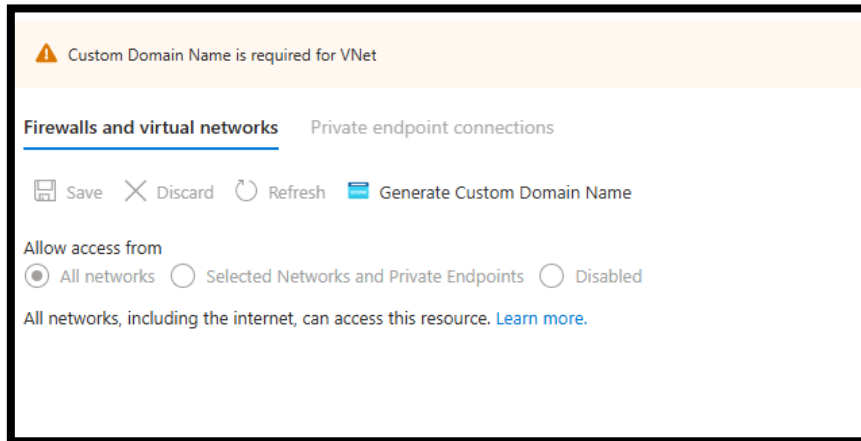 Custom Domain Name is required for VNet
Firewalls and virtual networks Private endpoint connections
Save Discard Refresh Generate Custom Domain Name
Allow access from
All networks Selected Networks and Private Endpoints Disabled
All networks, including the internet, can access this resource. Learn more.